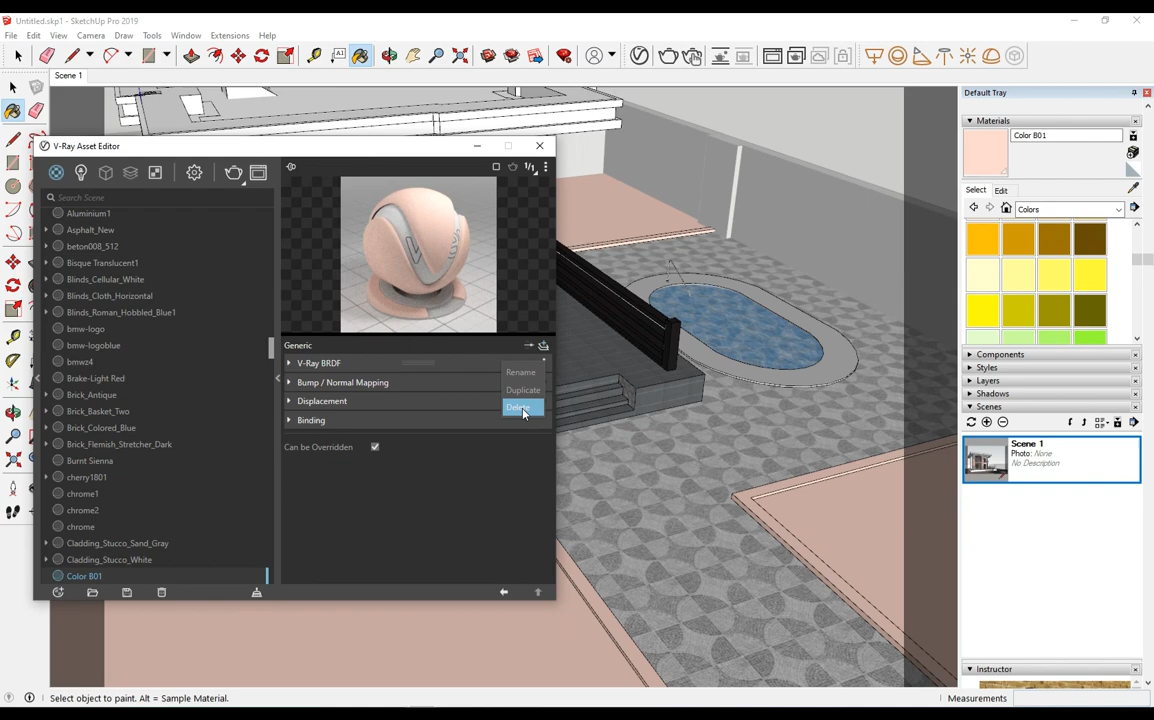 Untitled.skp1 - SketchUp Pro 2019
File Edit View Camera Draw Tools Window Extensions Help
Scene 1
Default Tray
Materials
Color B01
Select Edit
Colors
V-Ray Asset Editor
1/1
Search Scene
Aluminium1
Asphalt_New
beton008_512
Bisque Translucent1
Blinds_Cellular_White
Blinds_Cloth_Horizontal
Blinds_Roman_Hobbled_Blue1
bmw-logo
bmw-logoblue
bmwz4
Brake-Light Red
Brick_Antique
Brick_Basket_Two
Brick_Colored_Blue
Brick_Flemish_Stretcher_Dark
Burnt Sienna
cherry1801
chrome1
chrome2
chrome
Cladding_Stucco_Sand_Gray
Cladding_Stucco_White
Color B01
Generic
V-Ray BRDF
Bump / Normal Mapping
Displacement
Binding
Can be Overridden
Rename
Duplicate
Delete
Components
Styles
Layers
Shadows
Scenes
Scene 1
Photo: None
No Description
Instructor
Select object to paint. Alt = Sample Material.
Measurements